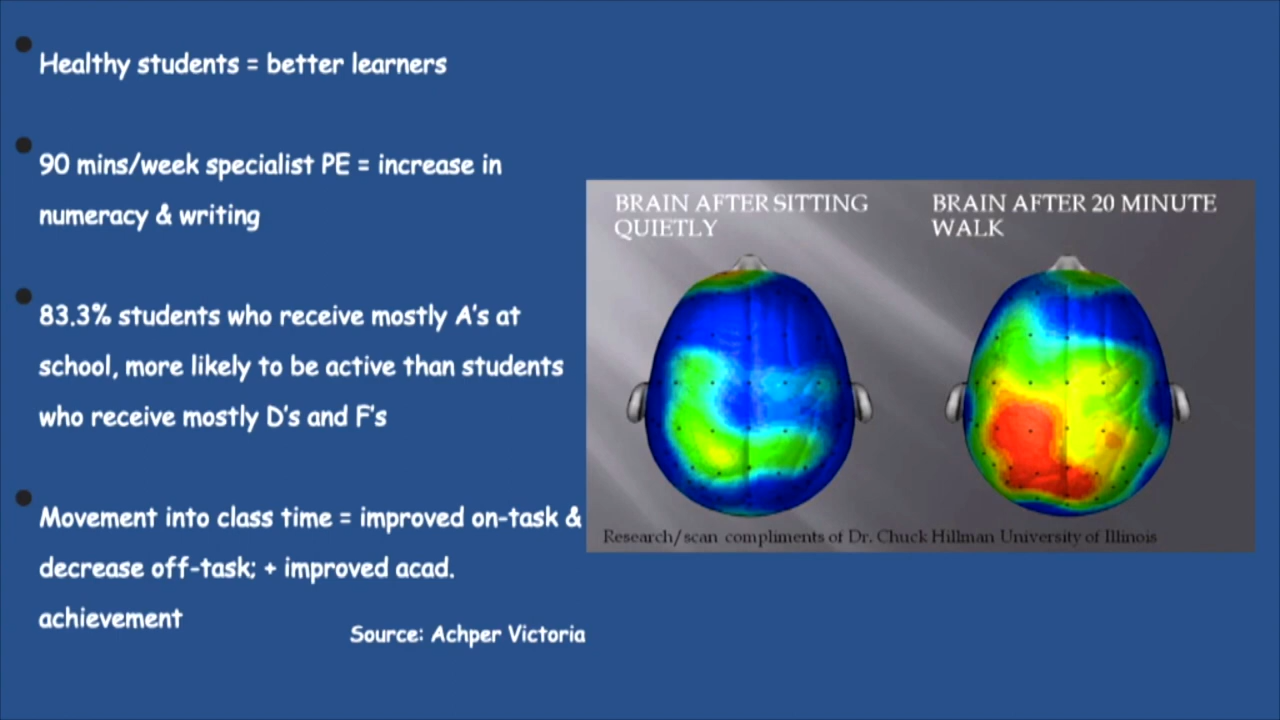 Healthy students = better learners
90 mins/week specialist PE = increase in
numeracy & writing
83.3% students who receive mostly A's at
school, more likely to be active than students
who receive mostly D's and F's
Movement into class time = improved on-task &
decrease off-task; + improved acad.
achievement
Source: Achper Victoria
BRAIN AFTER SITTING
QUIETLY
BRAIN AFTER 20 MINUTE
WALK
Research/scan compliments of Dr. Chuck Hillman University of Illinois